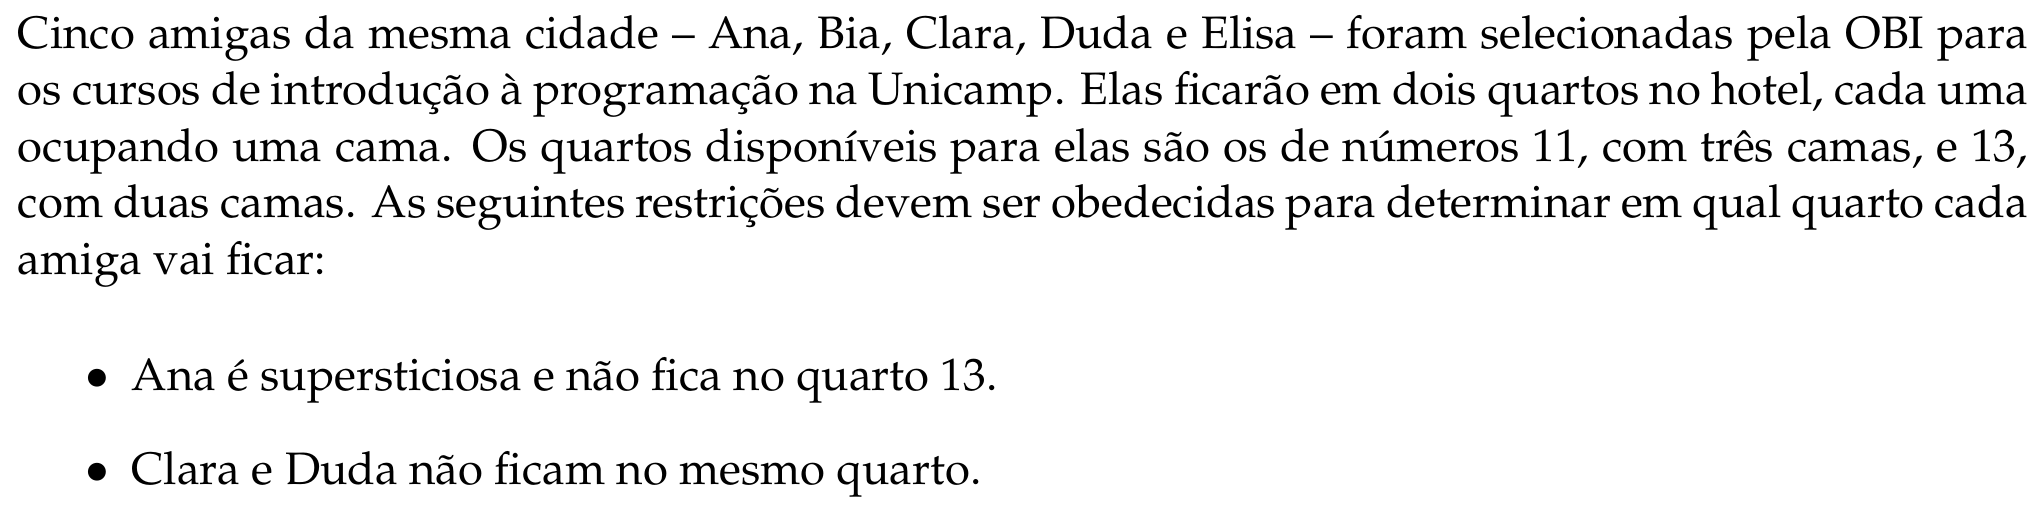 Cinco amigas da mesma cidade – Ana, Bia, Clara, Duda e Elisa – foram selecionadas pela OBI para
os cursos de introdução à programação na Unicamp. Elas ficarão em dois quartos no hotel, cada uma
ocupando uma cama. Os quartos disponíveis para elas são os de números 11, com três camas, e 13,
com duas camas. As seguintes restrições devem ser obedecidas para determinar em qual quarto cada
amiga vai ficar:
• Ana é supersticiosa e não fica no quarto 13.
• Clara e Duda não ficam no mesmo quarto.